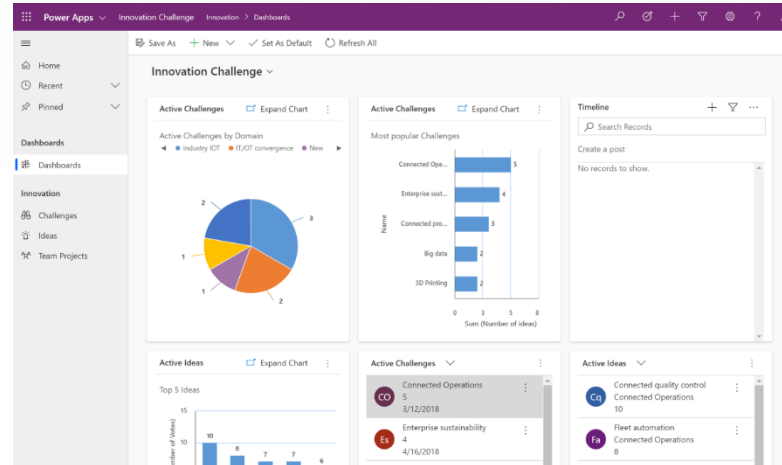 Power Apps Innovation Challenge Innovation > Dashboards
Save As New Set As Default Refresh All
Home
Recent
Pinned
Dashboards
Dashboards
Innovation
Challenges
Ideas
Team Projects
Innovation Challenge
Active Challenges Expand Chart
Active Challenges by Domain
Industry IOT IT/OT convergence New
2
3
1
1
2
Active Challenges Expand Chart
Most popular Challenges
Name
Connected Ope... 5
Enterprise sust... 4
Connected pro... 3
Big data 2
3D Printing 2
0 3 5 8
Sum (Number of ideas)
Timeline
Search Records
Create a post
No records to show.
Active Ideas Expand Chart
Top 5 Ideas
15
10
10
8
7
7
6
mber of Votes)
Active Challenges
CO
Connected Operations
5
3/12/2018
Es
Enterprise sustainability
4
4/16/2018
Active Ideas
Cq
Connected quality control
Connected Operations
10
Fa
Fleet automation
Connected Operations
8